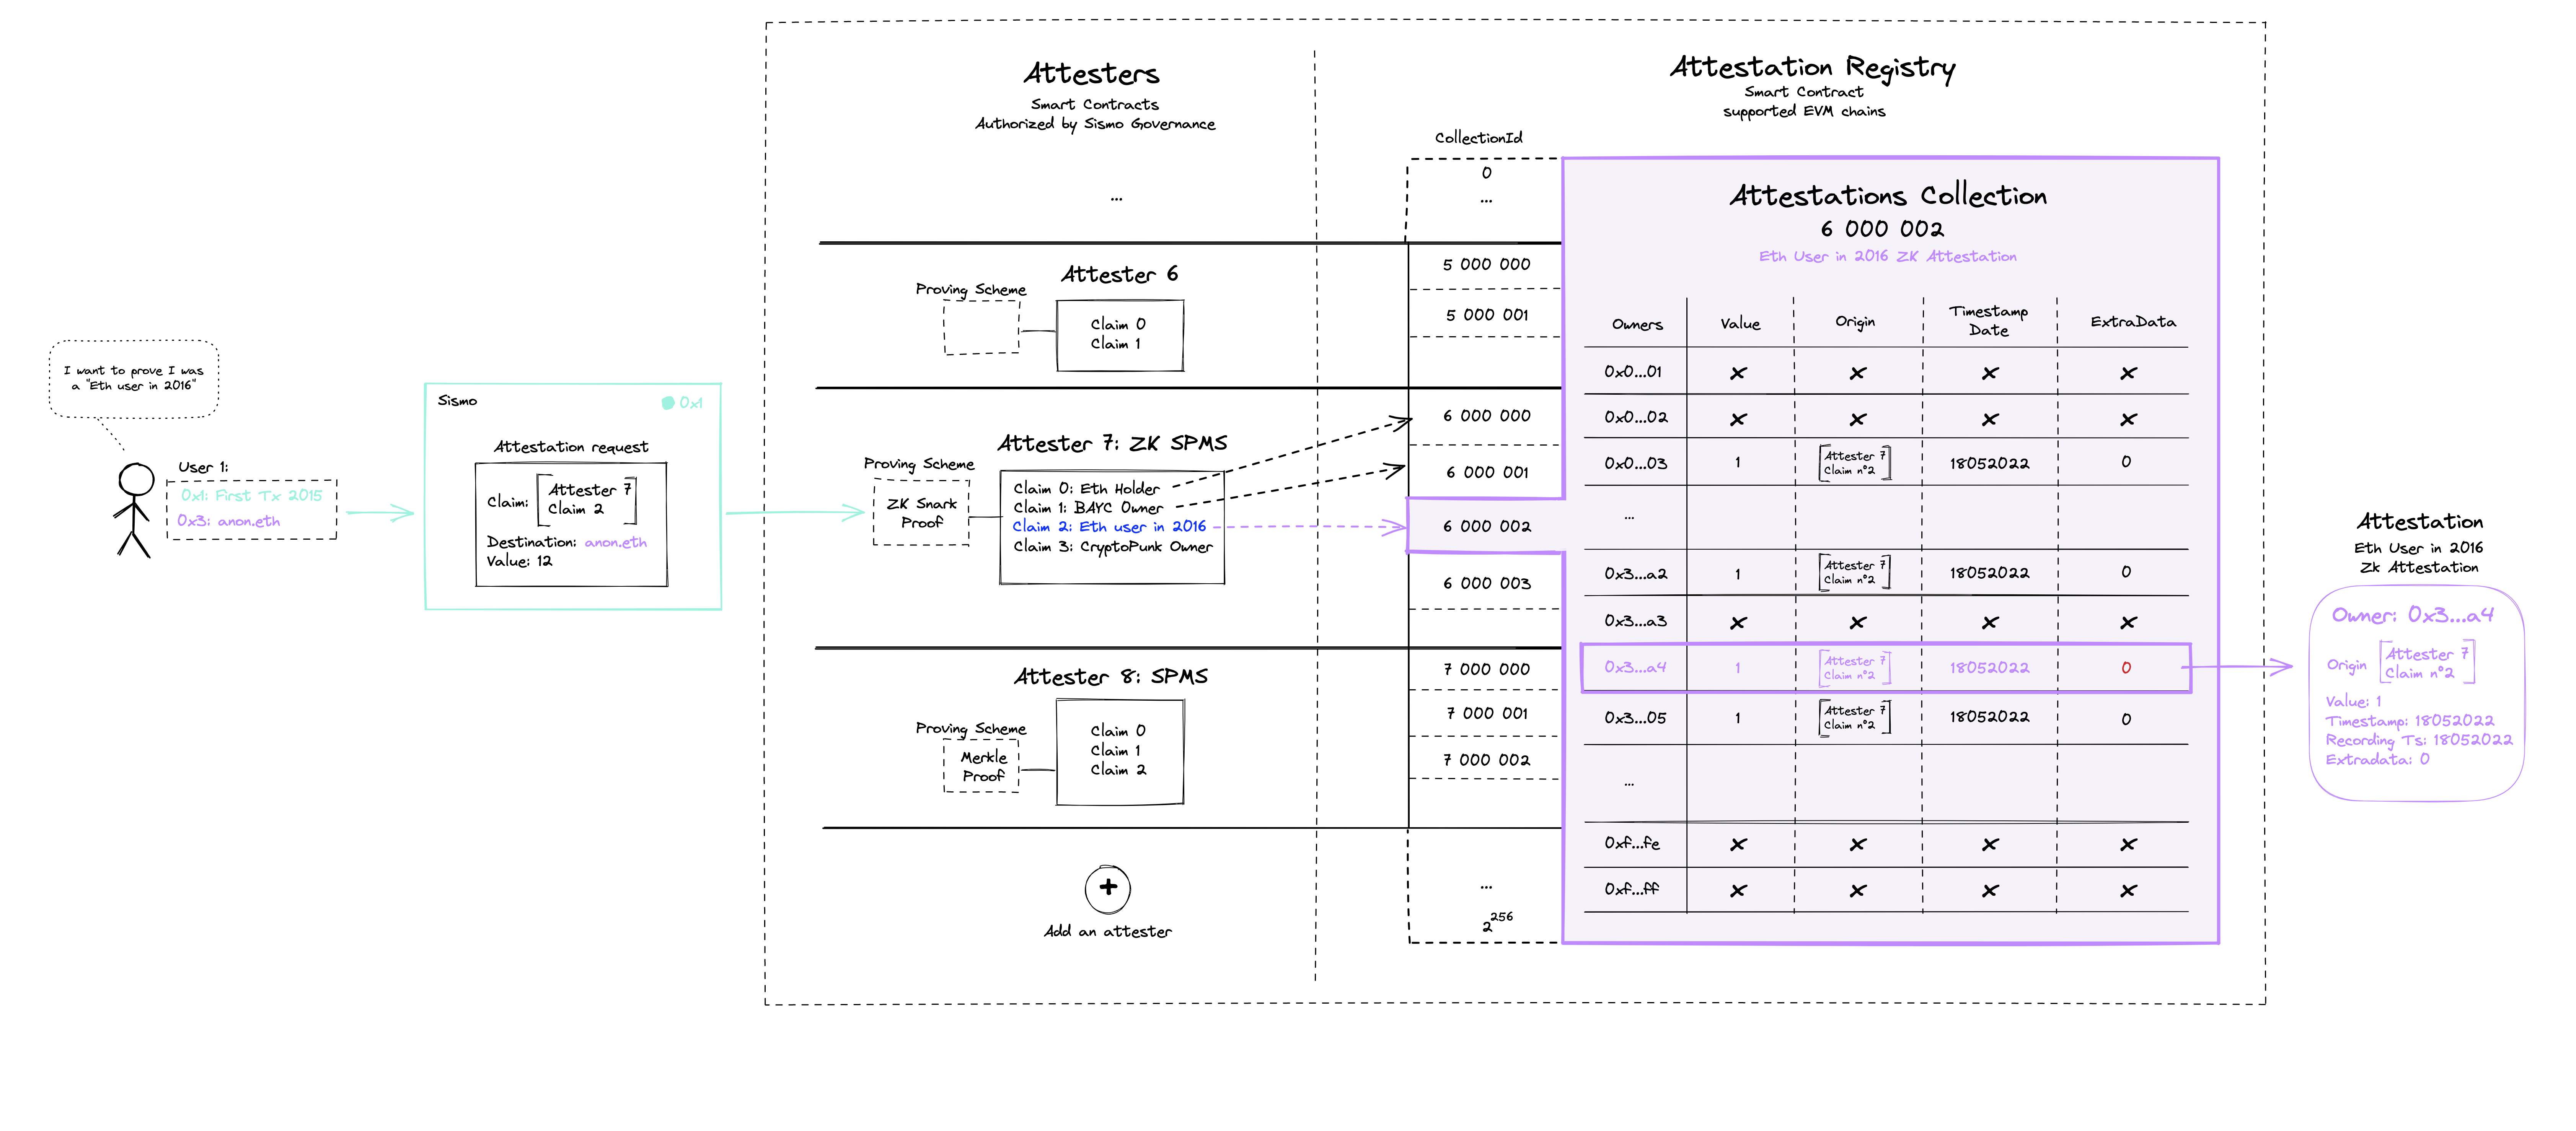 I want to prove I was
a "Eth user in 2016"
User 1:
0x1: First Tx 2015
0x3: anon.eth
Sismo
0x1
Attestation request
Claim:
Attester 7
Claim 2
Destination: anon.eth
Value: 12
Attesters
Smart Contracts
Authorized by Sismo Governance
...
Attester 6
Proving Scheme
Claim 0
Claim 1
Attester 7: ZK SPMS
Proving Scheme
ZK Snark
Proof
Claim 0: Eth Holder
Claim 1: BAYC Owner
Claim 2: Eth user in 2016
Claim 3: CryptoPunk Owner
Attester 8: SPMS
Proving Scheme
Merkle
Proof
Claim 0
Claim 1
Claim 2
+
Add an attester
Attestation Registry
Smart Contract
supported EVM chains
CollectionId
0
...
5 000 000
5 000 001
6 000 000
6 000 001
6 000 002
6 000 003
7 000 000
7 000 001
7 000 002
...
2^256
Attestations Collection
6 000 002
Eth User in 2016 ZK Attestation
Owners Value Origin Timestamp Date ExtraData
0x0...01 x x x x
0x0...02 x x x x
0x0...03 1 Attester 7 Claim n°2 18052022 0
...
0x3...a2 1 Attester 7 Claim n°2 18052022 0
0x3...a3 x x x x
0x3...a4 1 Attester 7 Claim n°2 18052022 0
0x3...05 1 Attester 7 Claim n°2 18052022 0
...
0xf...fe x x x x
0xf...ff x x x x
Attestation
Eth User in 2016
Zk Attestation
Owner: 0x3...a4
Origin
Attester 7
Claim n°2
Value: 1
Timestamp: 18052022
Recording Ts: 18052022
Extradata: 0